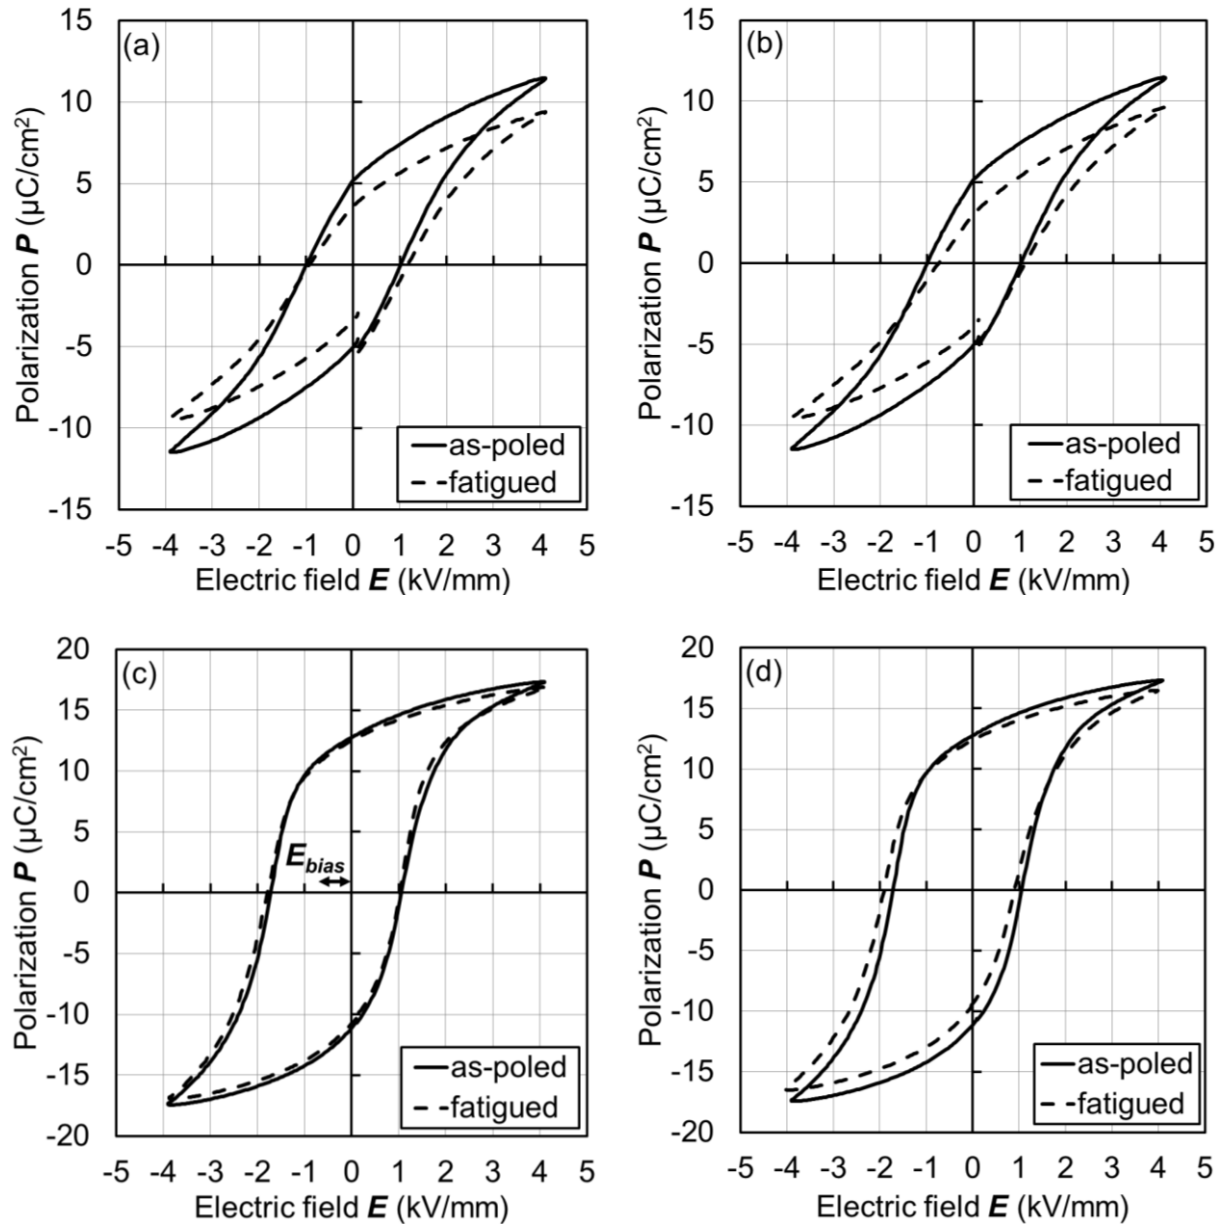 (a)
15
10
5
0
-5
-10
-15
-5 -4 -3 -2 -1 0 1 2 3 4 5
Polarization P (µC/cm²)
Electric field E (kV/mm)
as-poled
fatigued
(b)
15
10
5
0
-5
-10
-15
-5 -4 -3 -2 -1 0 1 2 3 4 5
Polarization P (µC/cm²)
Electric field E (kV/mm)
as-poled
fatigued
(c)
20
15
10
5
0
-5
-10
-15
-20
-5 -4 -3 -2 -1 0 1 2 3 4 5
Polarization P (µC/cm²)
Electric field E (kV/mm)
E_bias
as-poled
fatigued
(d)
20
15
10
5
0
-5
-10
-15
-20
-5 -4 -3 -2 -1 0 1 2 3 4 5
Polarization P (µC/cm²)
Electric field E (kV/mm)
as-poled
fatigued